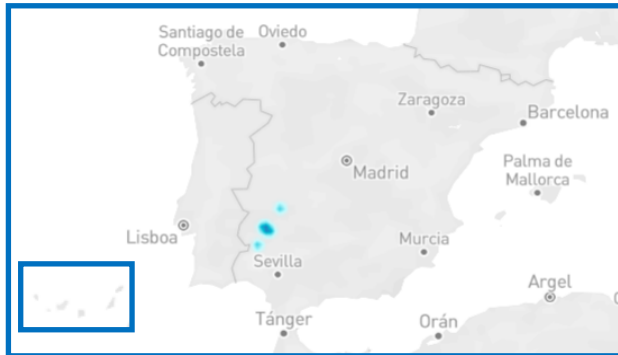 Santiago de
Compostela
Oviedo
Zaragoza
Barcelona
Madrid
Palma de
Mallorca
Lisboa
Murcia
Sevilla
Argel
Tánger
Orán